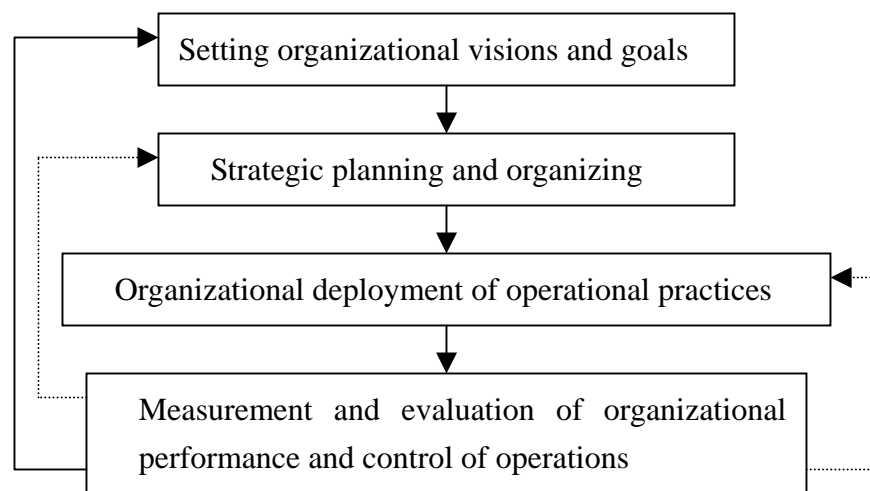 Setting organizational visions and goals
Strategic planning and organizing
Organizational deployment of operational practices
Measurement and evaluation of organizational
performance and control of operations